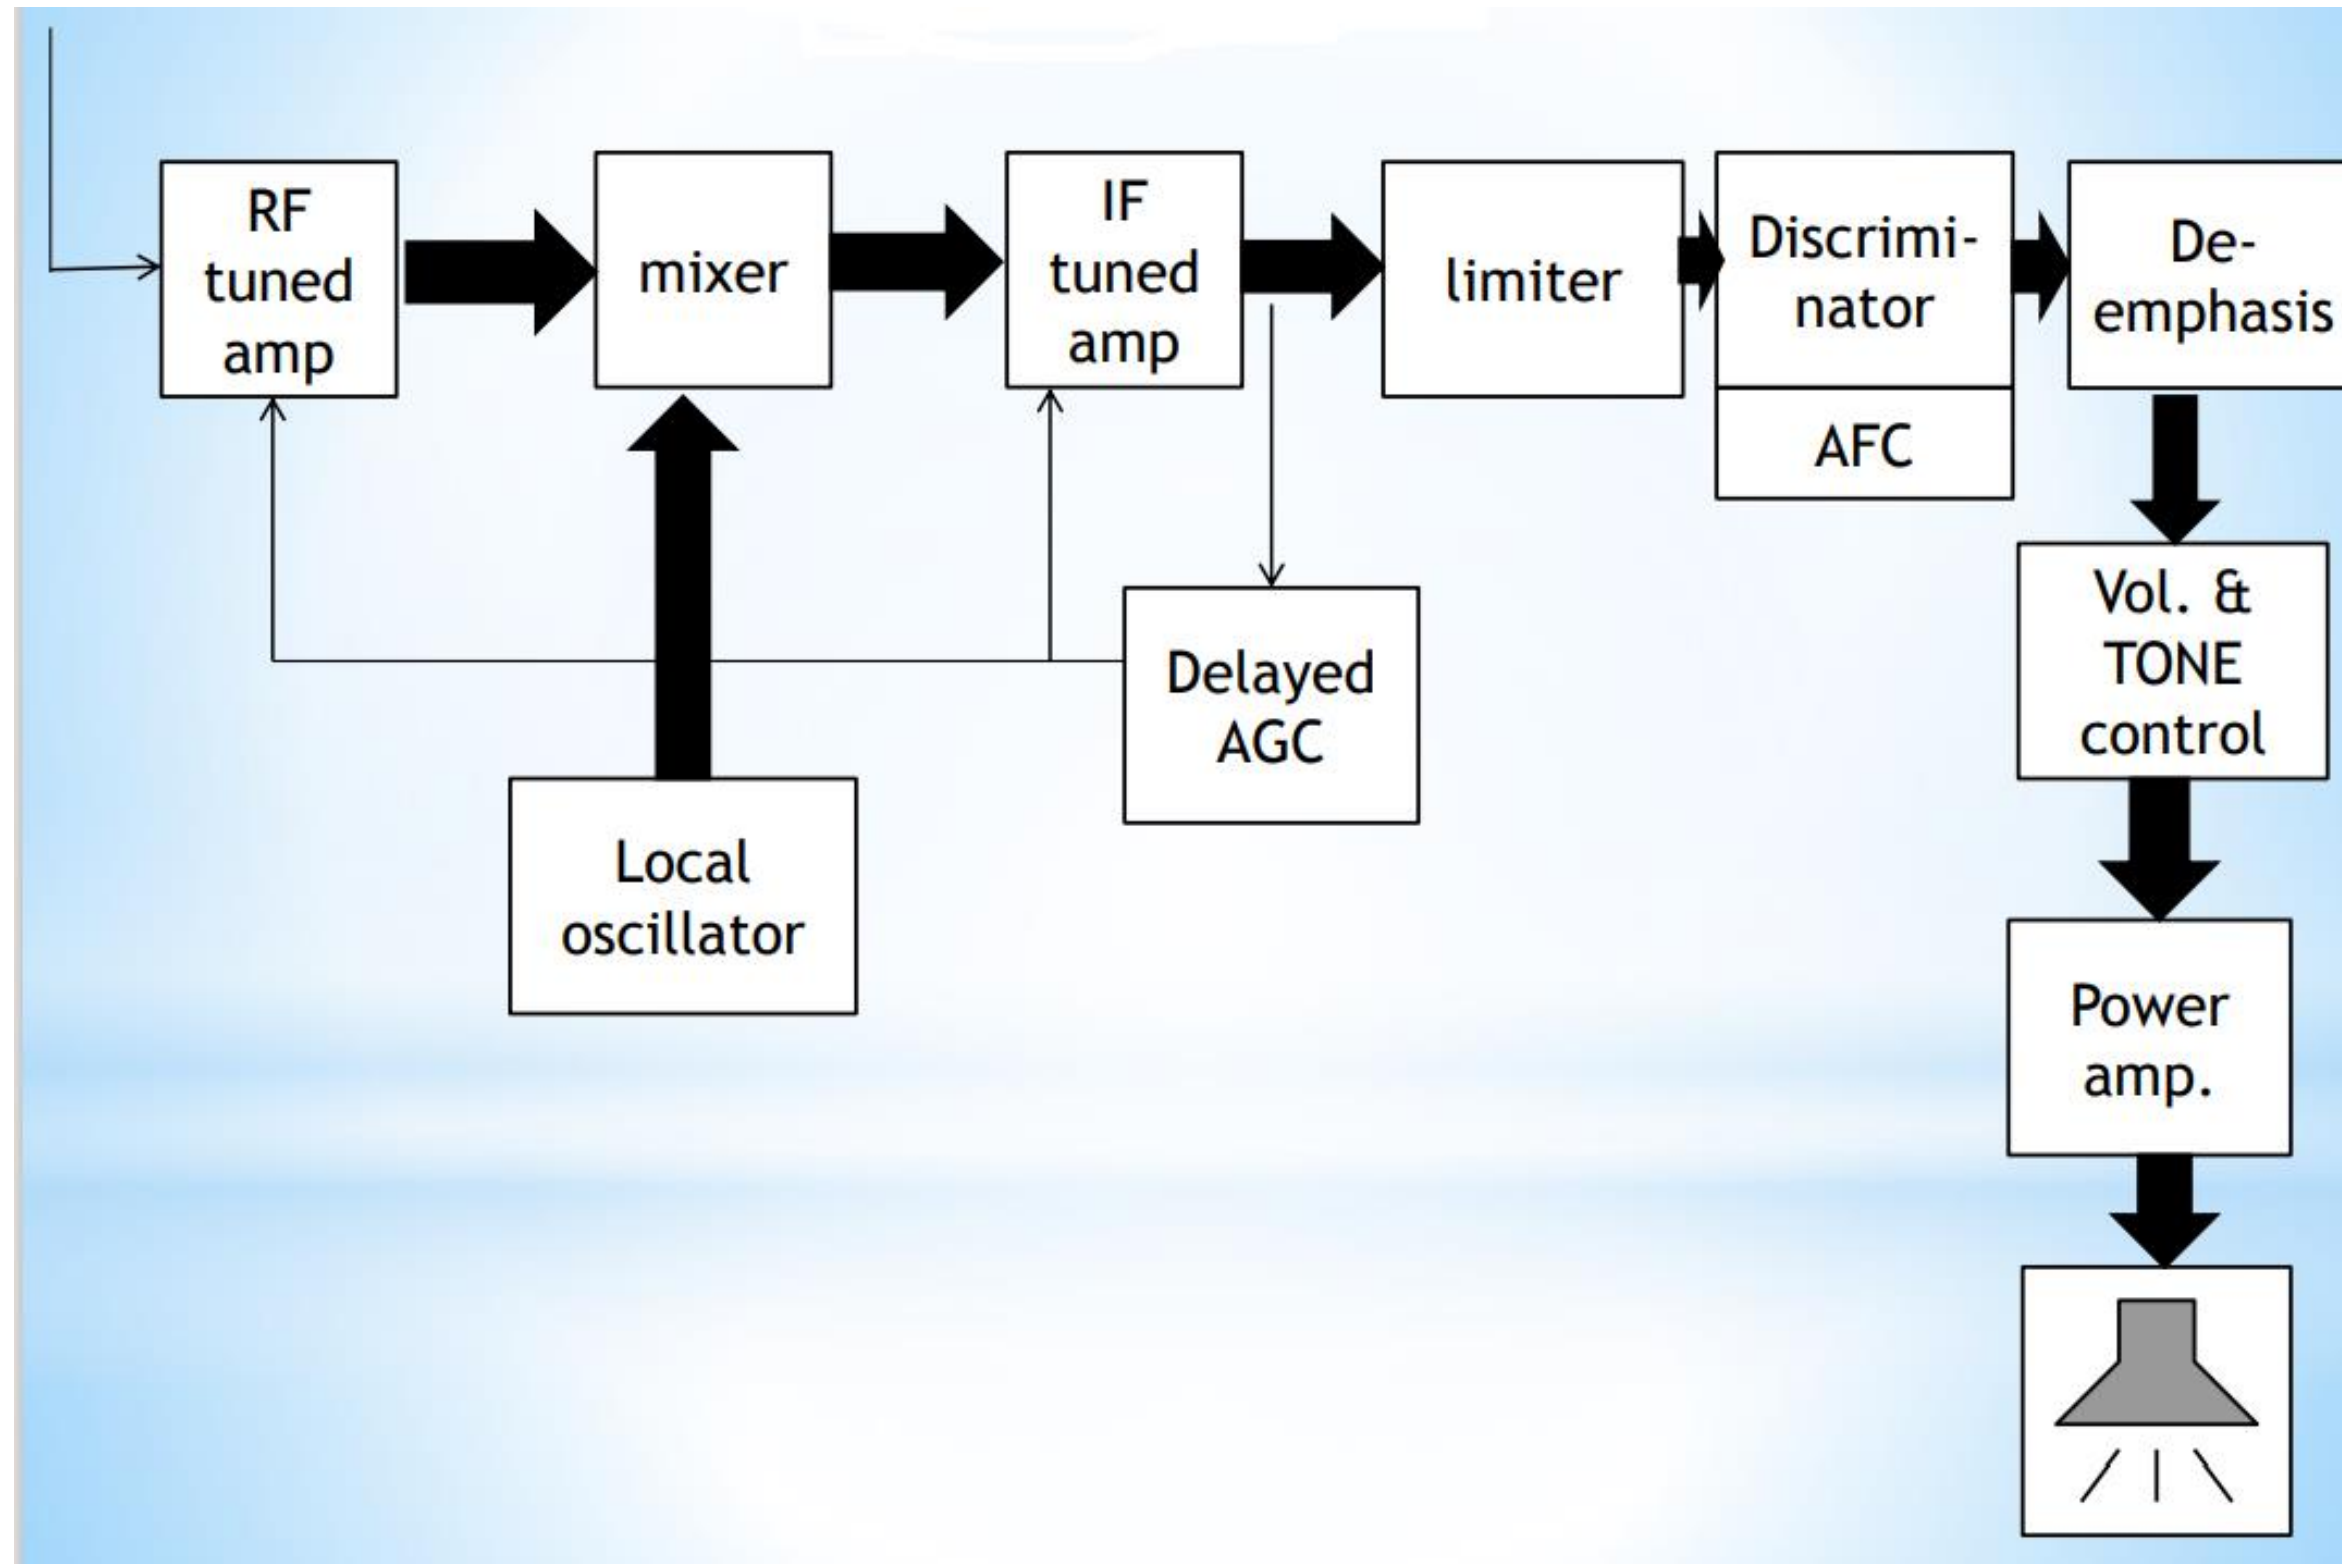 RF
tuned
amp
mixer
IF
tuned
amp
limiter
Discrimi-
nator
AFC
De-
emphasis
Vol. &
TONE
control
Delayed
AGC
Local
oscillator
Power
amp.